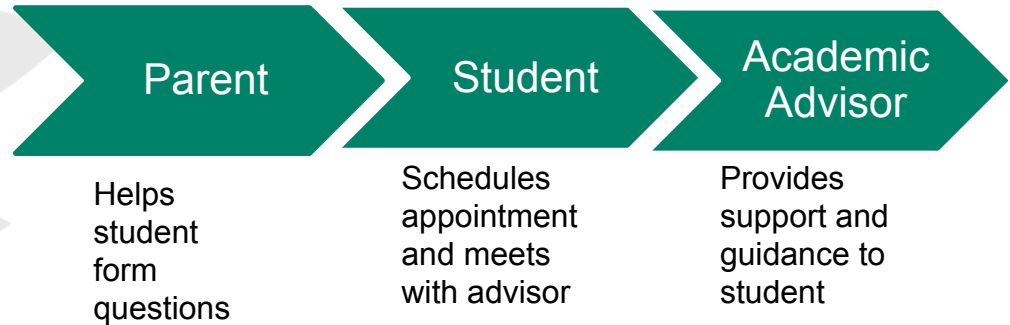 Parent
Helps
student
form
questions
Student
Schedules
appointment
and meets
with advisor
Academic
Advisor
Provides
support and
guidance to
student